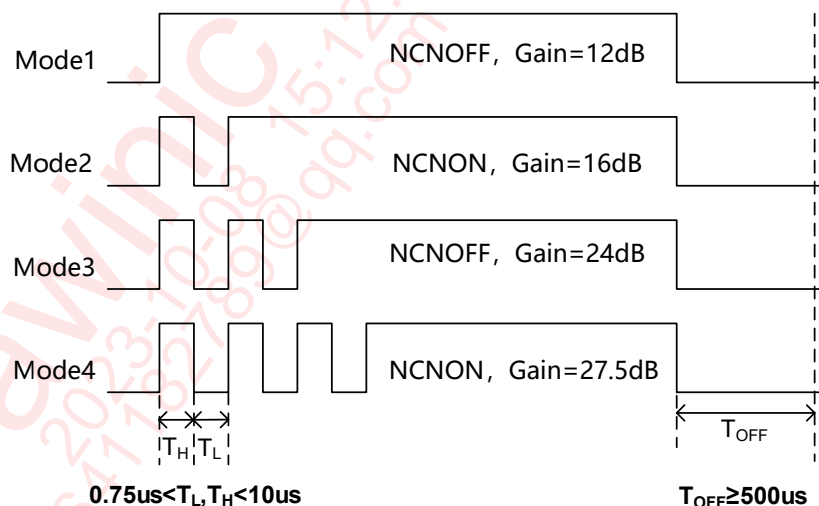 Mode1
NCNOFF, Gain=12dB
Mode2
NCNON, Gain=16dB
Mode3
NCNOFF, Gain=24dB
Mode4
NCNON, Gain=27.5dB
TH TL
TOFF
0.75us<TL,TH<10us
TOFF≥500us
awinic